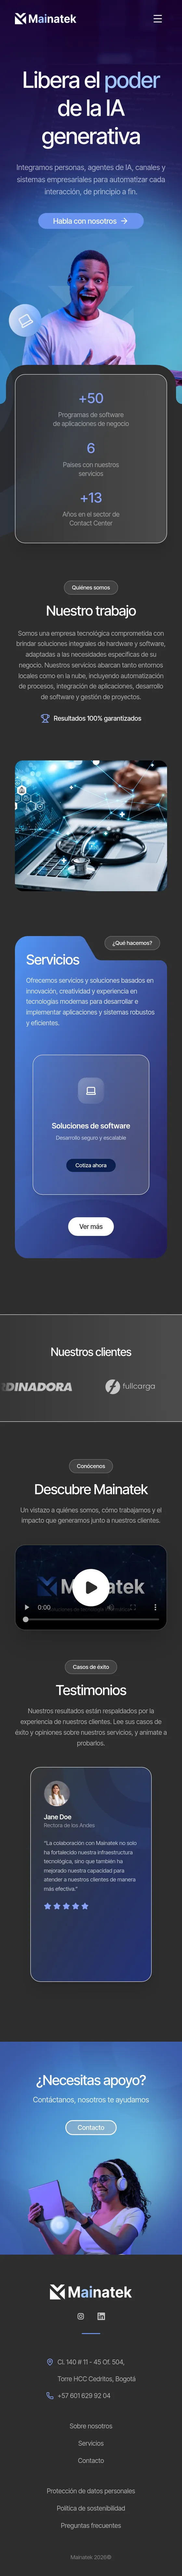 Mainatek
Libera el poder
de la IA
generativa
Integramos personas, agentes de IA, canales y
sistemas empresariales para automatizar cada
interacción, de principio a fin.
Habla con nosotros
+50
Programas de software
de aplicaciones de negocio
6
Países con nuestros
servicios
+13
Años en el sector de
Contact Center
Quiénes somos
Nuestro trabajo
Somos una empresa tecnológica comprometida con
brindar soluciones integrales de hardware y software,
adaptadas a las necesidades específicas de su
negocio. Nuestros servicios abarcan tanto entornos
locales como en la nube, incluyendo automatización
de procesos, integración de aplicaciones, desarrollo
de software y gestión de proyectos.
Resultados 100% garantizados
¿Qué hacemos?
Servicios
Ofrecemos servicios y soluciones basados en
innovación, creatividad y experiencia en
tecnologías modernas para desarrollar e
implementar aplicaciones y sistemas robustos
y eficientes.
Soluciones de software
Desarrollo seguro y escalable
Cotiza ahora
Ver más
Nuestros clientes
RDINADORA
fullcarga
Conócenos
Descubre Mainatek
Un vistazo a quiénes somos, cómo trabajamos y el
impacto que generamos junto a nuestros clientes.
Mainatek
0:00
Casos de éxito
Testimonios
Nuestros resultados están respaldados por la
experiencia de nuestros clientes. Lee sus casos de
éxito y opiniones sobre nuestros servicios, y anímate a
probarlos.
Jane Doe
Rectora de los Andes
"La colaboración con Mainatek no solo
ha fortalecido nuestra infraestructura
tecnológica, sino que también ha
mejorado nuestra capacidad para
atender a nuestros clientes de manera
más efectiva."
¿Necesitas apoyo?
Contáctanos, nosotros te ayudamos
Contacto
Mainatek
Cl. 140 # 11 - 45 Of. 504,
Torre HCC Cedritos, Bogotá
+57 601 629 92 04
Sobre nosotros
Servicios
Contacto
Protección de datos personales
Política de sostenibilidad
Preguntas frecuentes
Mainatek 2026©